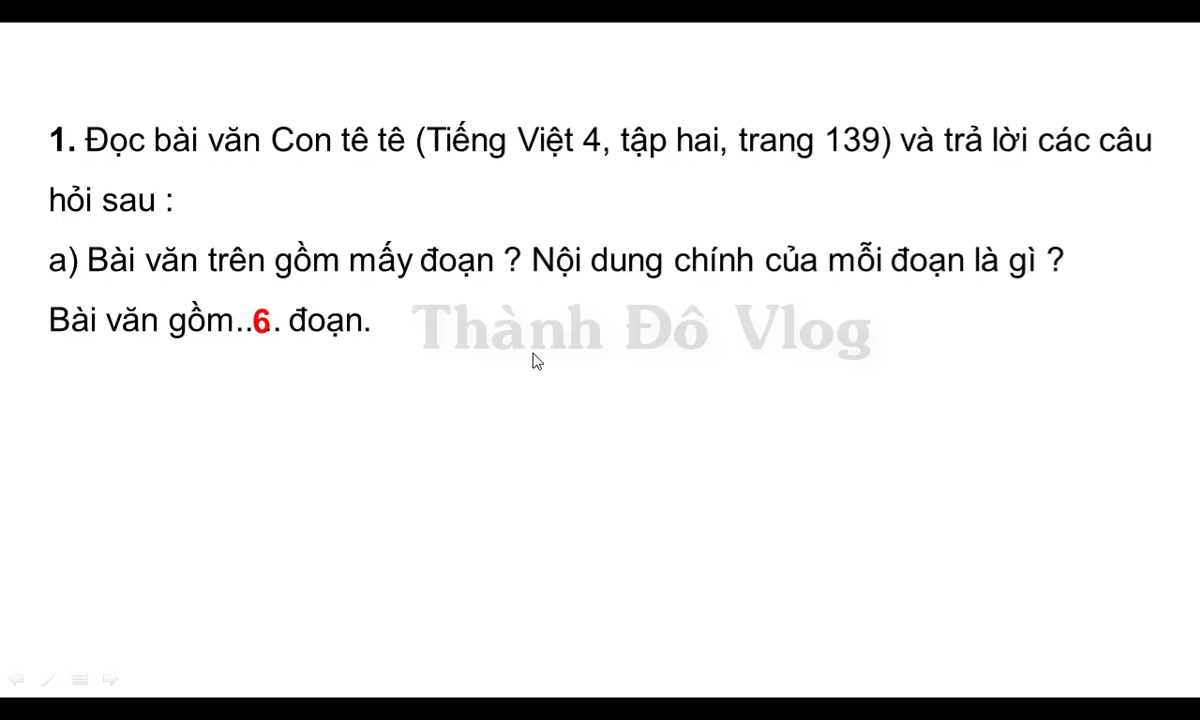 1. Đọc bài văn Con tê tê (Tiếng Việt 4, tập hai, trang 139) và trả lời các câu
hỏi sau :
a) Bài văn trên gồm mấy đoạn ? Nội dung chính của mỗi đoạn là gì ?
Bài văn gồm..6. đoạn.
Thành Đô Vlog